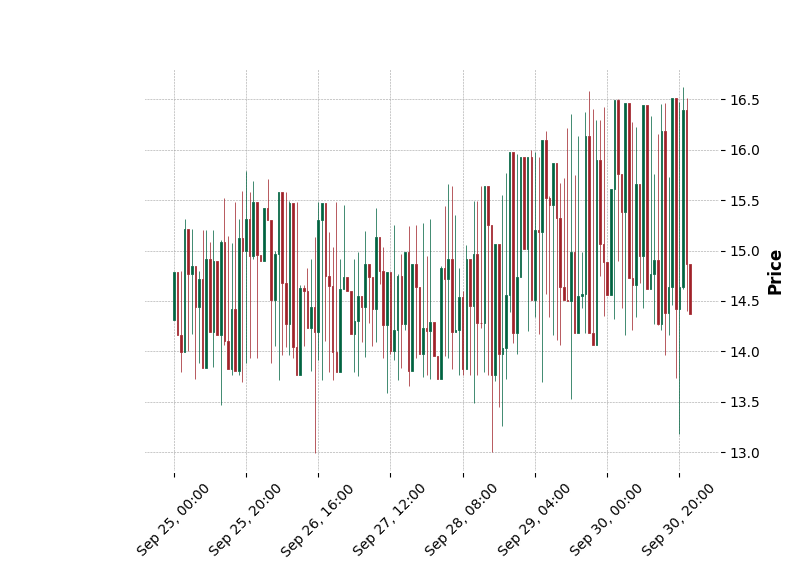 16.5
16.0
15.5
15.0
14.5
14.0
13.5
13.0
Price
Sep 25, 00:00
Sep 25, 20:00
Sep 26, 16:00
Sep 27, 12:00
Sep 28, 08:00
Sep 29, 04:00
Sep 30, 00:00
Sep 30, 20:00